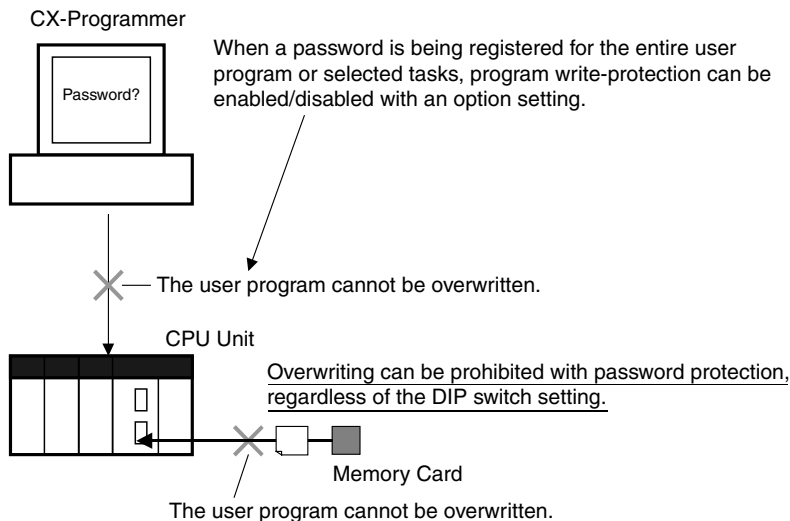 CX-Programmer
Password?
When a password is being registered for the entire user
program or selected tasks, program write-protection can be
enabled/disabled with an option setting.
The user program cannot be overwritten.
CPU Unit
Overwriting can be prohibited with password protection,
regardless of the DIP switch setting.
Memory Card
The user program cannot be overwritten.